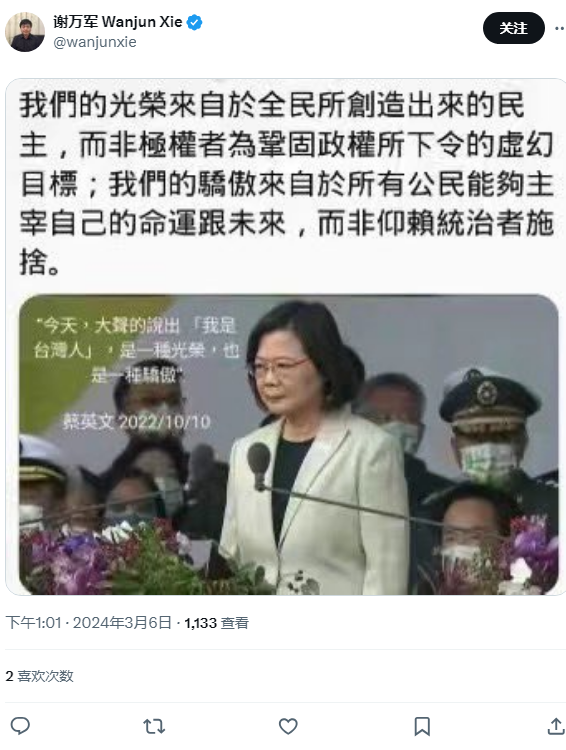 谢万军 Wanjun Xie
@wanjunxie
关注
我們的光榮來自於全民所創造出來的民
主，而非極權者為鞏固政權所下令的虛幻
目標；我們的驕傲來自於所有公民能夠主
宰自己的命運跟未來，而非仰賴統治者施
捨。
“今天，大聲的說出 「我是
台灣人」，是一種光榮，也
是一種驕傲”
蔡英文 2022/10/10
下午1:01 · 2024年3月6日 · 1,133 查看
2 喜欢次数